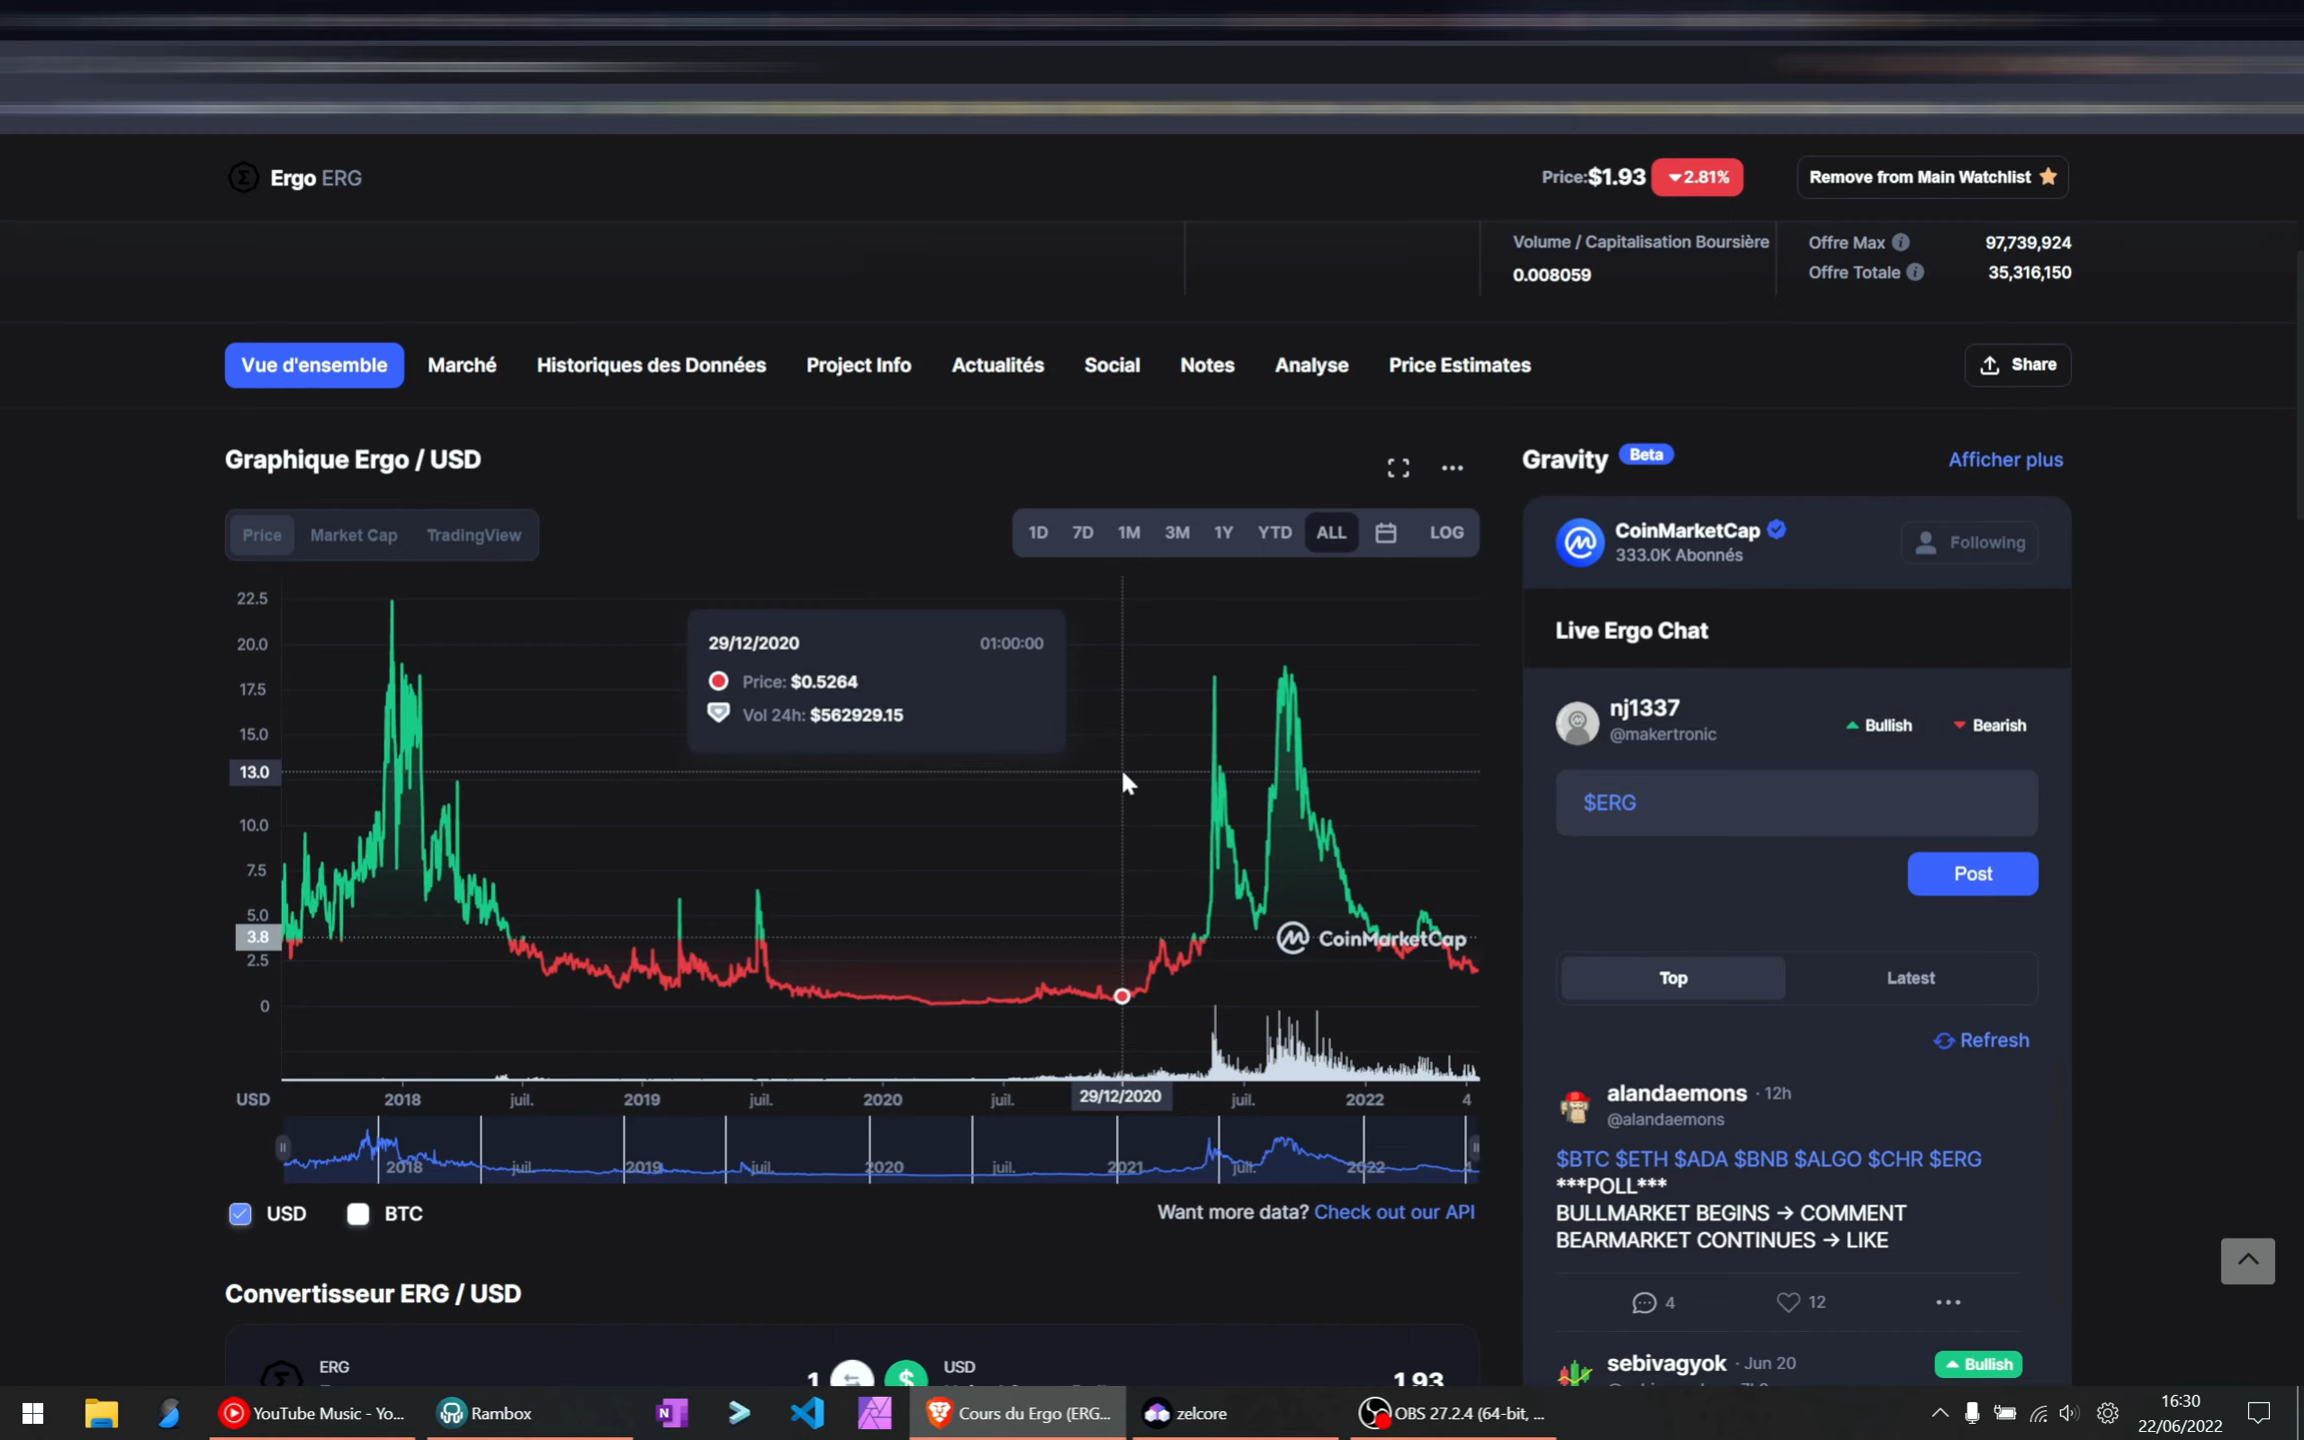 Ergo ERG
Price:$1.93 2.81%
Remove from Main Watchlist
Volume / Capitalisation Boursière
0.008059
Offre Max 97,739,924
Offre Totale 35,316,150
Vue d'ensemble Marché Historiques des Données Project Info Actualités Social Notes Analyse Price Estimates
Share
Graphique Ergo / USD
Price Market Cap TradingView
1D 7D 1M 3M 1Y YTD ALL LOG
22.5
20.0
17.5
15.0
13.0
10.0
7.5
5.0
3.8
2.5
0
29/12/2020 01:00:00
Price: $0.5264
Vol 24h: $562929.15
CoinMarketCap
USD 2018 juil. 2019 juil. 2020 juil. 29/12/2020 juil. 2022 4
2018 juil. 2019 juil. 2020 juil. 2021 juil. 2022 4
USD BTC
Want more data? Check out our API
Convertisseur ERG / USD
ERG
1
USD
1.93
Gravity Beta
Afficher plus
CoinMarketCap
333.0K Abonnés
Following
Live Ergo Chat
nj1337
@makertronic
Bullish Bearish
$ERG
Post
Top Latest
Refresh
alandaemons · 12h
@alandaemons
$BTC $ETH $ADA $BNB $ALGO $CHR $ERG
***POLL***
BULLMARKET BEGINS → COMMENT
BEARMARKET CONTINUES → LIKE
4 12
sebivagyok · Jun 20
Bullish
YouTube Music - Yo...
Rambox
Cours du Ergo (ERG...
zelcore
OBS 27.2.4 (64-bit, ...
16:30
22/06/2022